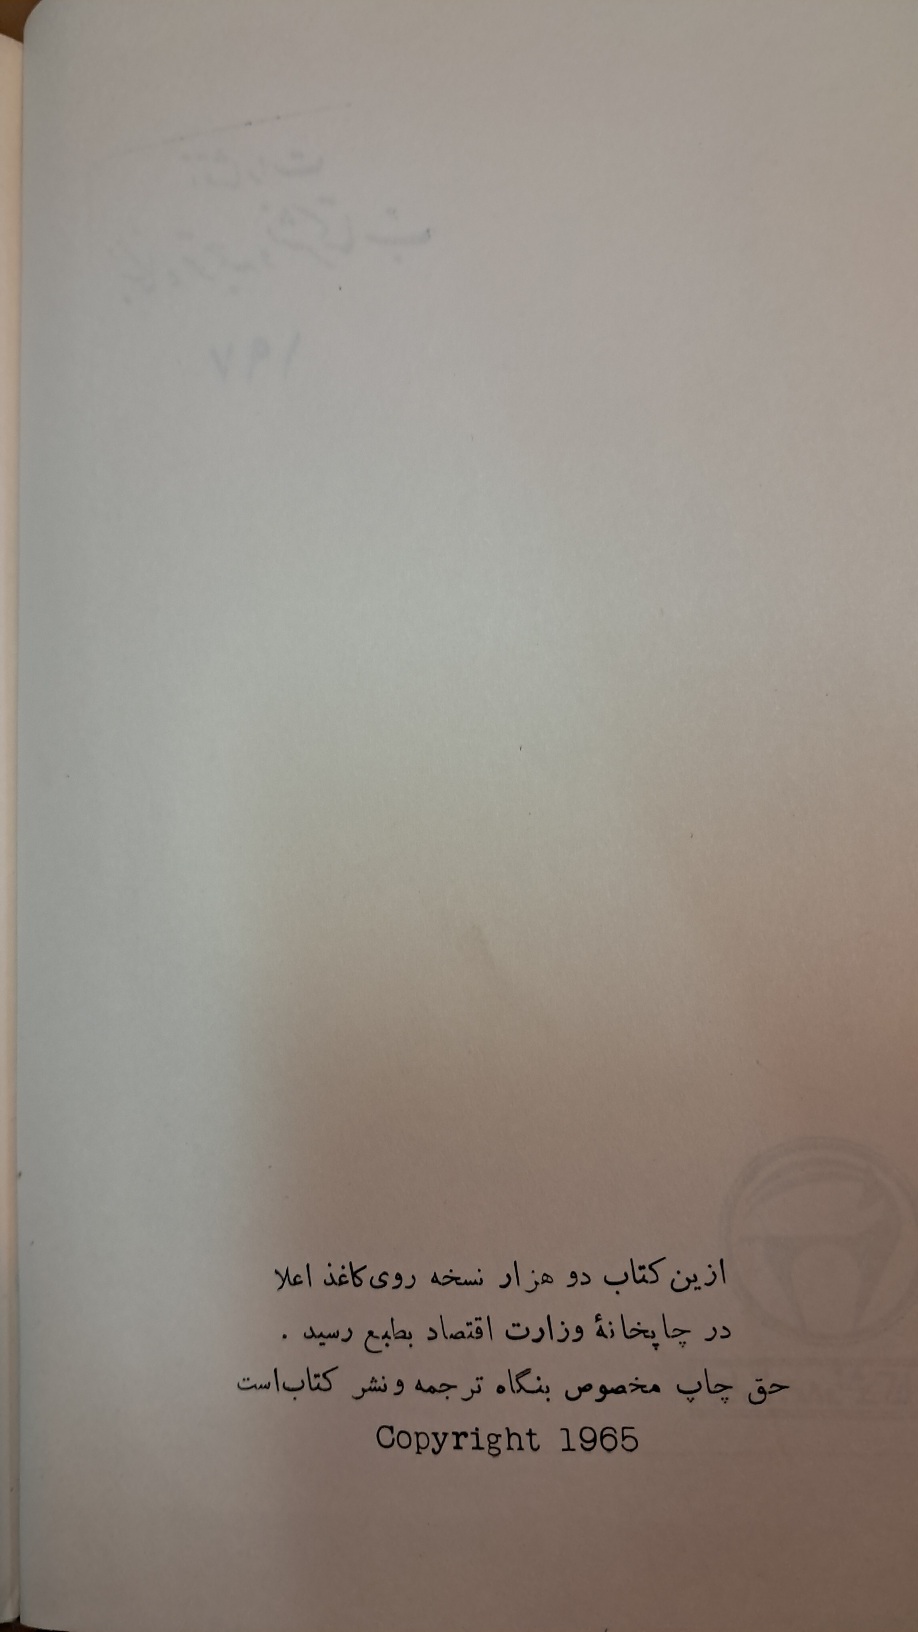 ازین کتاب دو هزار نسخه روی کاغذ اعلا
در چاپخانهٔ وزارت اقتصاد بطبع رسید .
حق چاپ مخصوص بنگاه ترجمه و نشر کتاب است
Copyright 1965